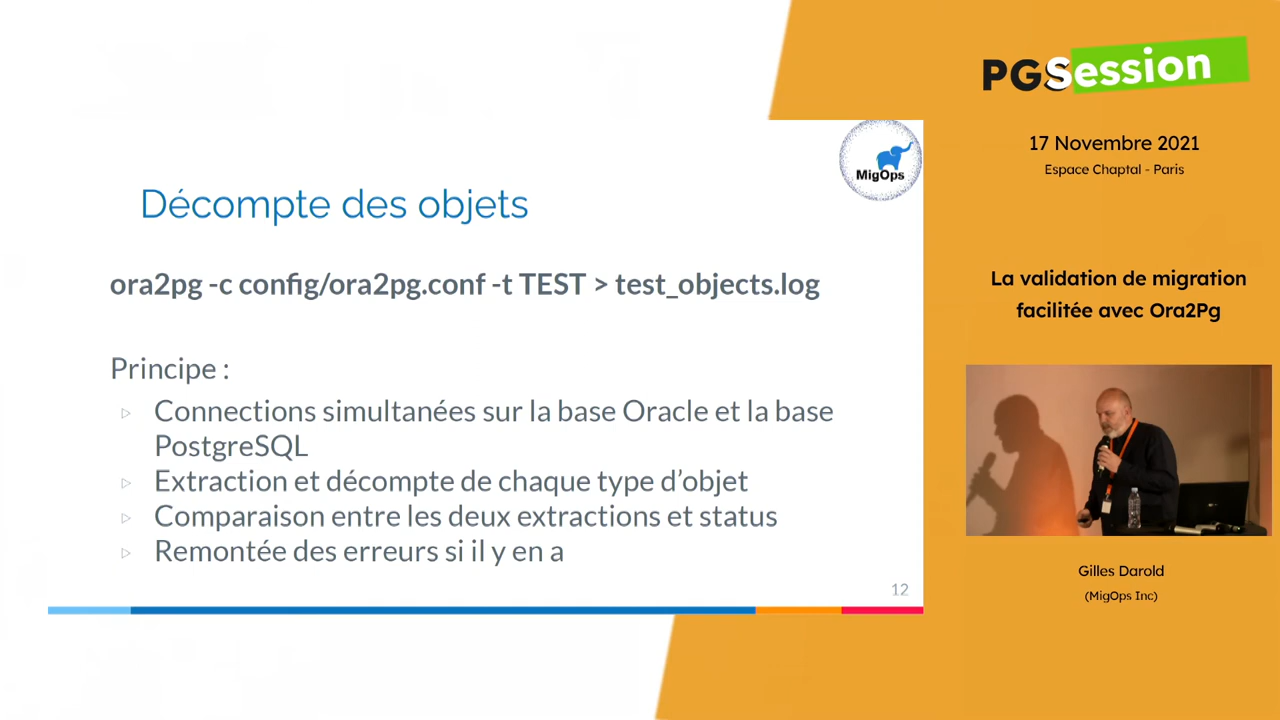 PGSession
17 Novembre 2021
Espace Chaptal - Paris
MigOps
Décompte des objets
ora2pg -c config/ora2pg.conf -t TEST > test_objects.log
Principe :
▹ Connections simultanées sur la base Oracle et la base
PostgreSQL
▹ Extraction et décompte de chaque type d’objet
▹ Comparaison entre les deux extractions et status
▹ Remontée des erreurs si il y en a
12
La validation de migration
facilitée avec Ora2Pg
Gilles Darold
(MigOps Inc)